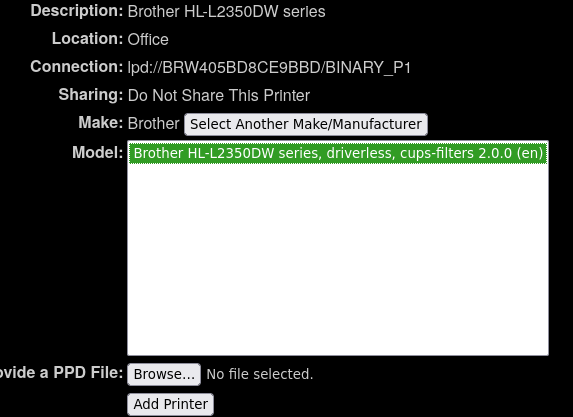 Description: Brother HL-L2350DW series
Location: Office
Connection: lpd://BRW405BD8CE9BBD/BINARY_P1
Sharing: Do Not Share This Printer
Make: Brother Select Another Make/Manufacturer
Model: Brother HL-L2350DW series, driverless, cups-filters 2.0.0 (en)
ovide a PPD File: Browse... No file selected.
Add Printer